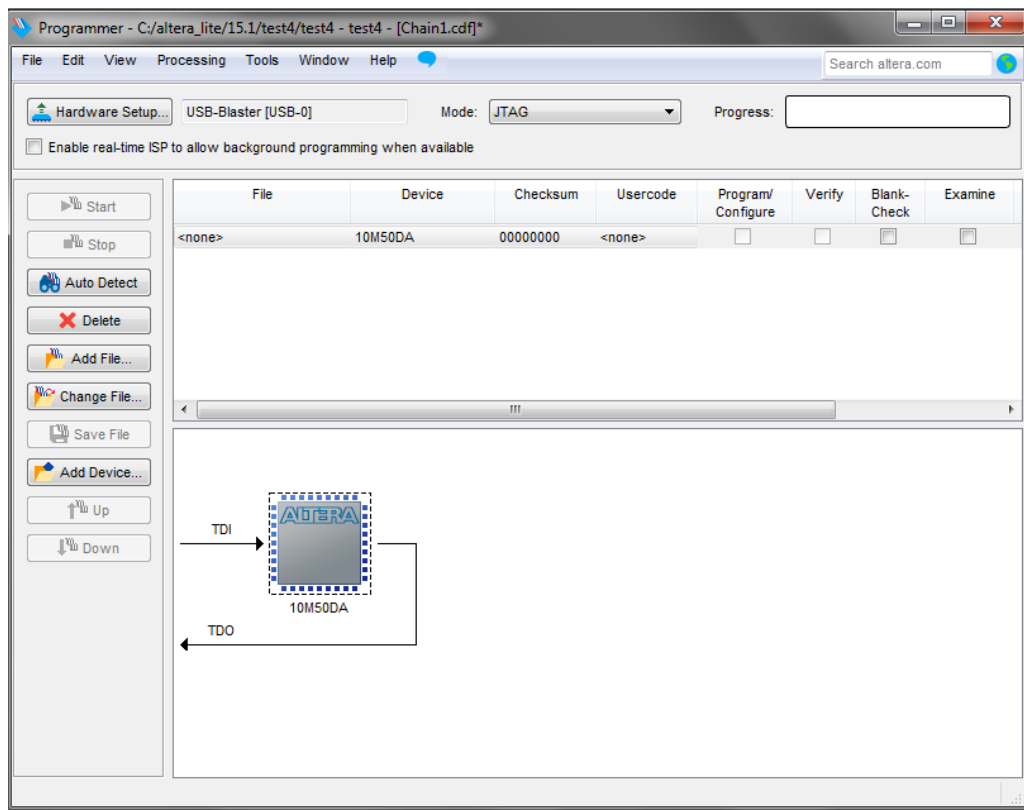 Programmer - C:/altera_lite/15.1/test4/test4 - test4 - [Chain1.cdf]*
File Edit View Processing Tools Window Help
Search altera.com
Hardware Setup... USB-Blaster [USB-0] Mode: JTAG Progress:
Enable real-time ISP to allow background programming when available
Start
Stop
Auto Detect
Delete
Add File...
Change File...
Save File
Add Device...
Up
Down
File Device Checksum Usercode Program/ Configure Verify Blank- Check Examine
<none> 10M50DA 00000000 <none>
TDI
ALTERA
10M50DA
TDO